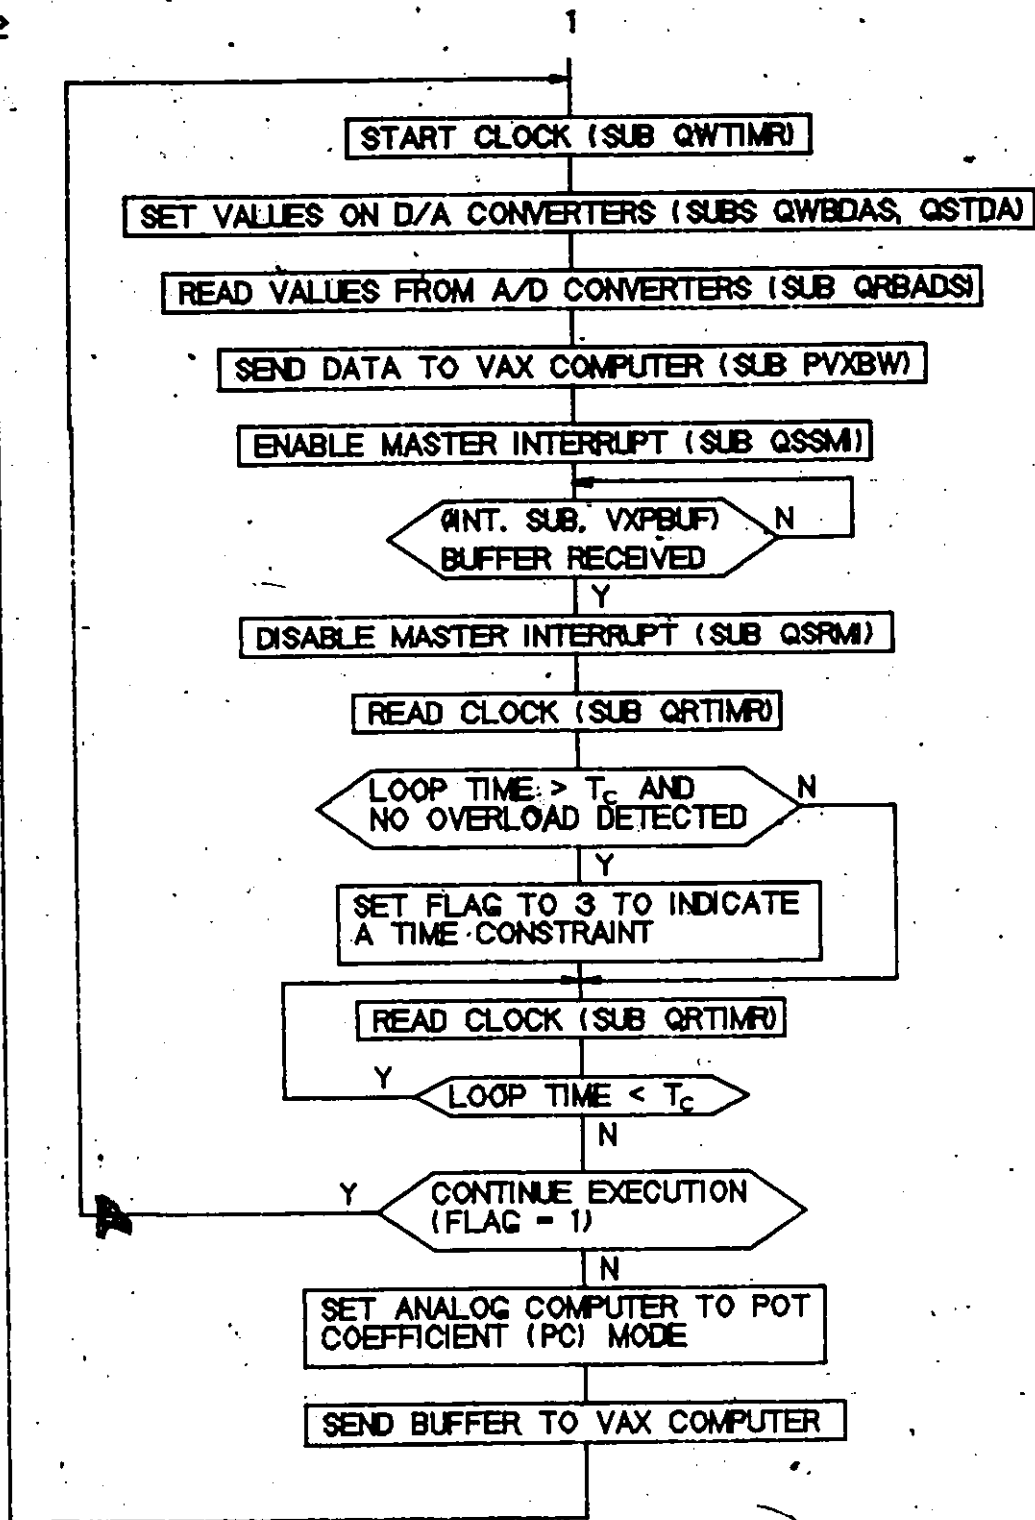 1
START CLOCK (SUB QWTIMR)
SET VALUES ON D/A CONVERTERS (SUBS QWBDAS, QSTDA)
READ VALUES FROM A/D CONVERTERS (SUB QRBADS)
SEND DATA TO VAX COMPUTER (SUB PVXBW)
ENABLE MASTER INTERRUPT (SUB QSSMI)
(INT. SUB. VXPBUF)
N
BUFFER RECEIVED
Y
DISABLE MASTER INTERRUPT (SUB QSRMI)
READ CLOCK (SUB QRTIMR)
LOOP TIME > Tc AND
N
NO OVERLOAD DETECTED
Y
SET FLAG TO 3 TO INDICATE
A TIME CONSTRAINT
READ CLOCK (SUB QRTIMR)
Y
LOOP TIME < Tc
N
Y
CONTINUE EXECUTION
(FLAG = 1)
N
SET ANALOG COMPUTER TO POT
COEFFICIENT (PC) MODE
SEND BUFFER TO VAX COMPUTER